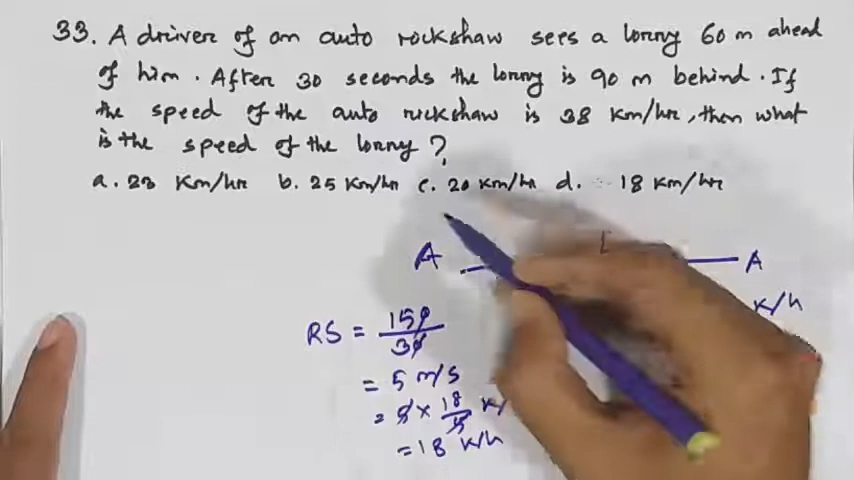 33. A driver of an auto rockshaw sees a lorry 60 m ahead
of him. After 30 seconds the lorry is 90 m behind. If
the speed of the auto rickshaw is 38 Km/hr, then what
is the speed of the lorry?
a. 23 Km/hr b. 25 Km/hr c. 20 Km/hr d. 18 Km/hr
A L A
K/h
RS = 150/30
= 5 m/s
= 5 × 18/5
= 18 K/h